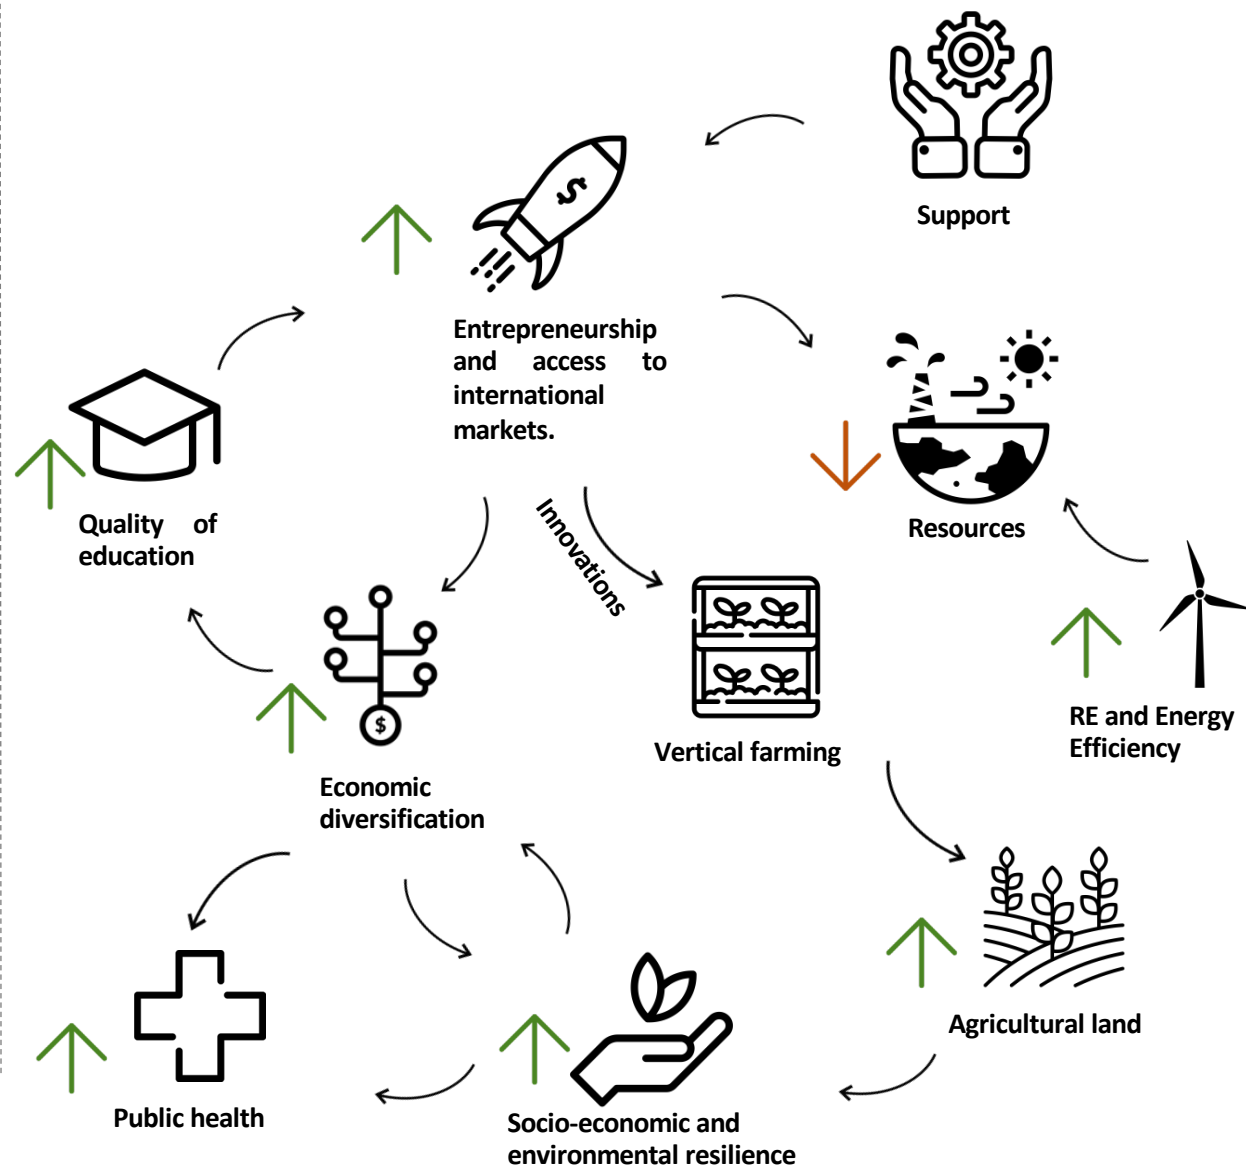 Support
$
Entrepreneurship
and access to
international
markets.
Quality of
education
Resources
Innovations
$
Vertical farming
RE and Energy
Efficiency
Economic
diversification
Agricultural land
Public health
Socio-economic and
environmental resilience